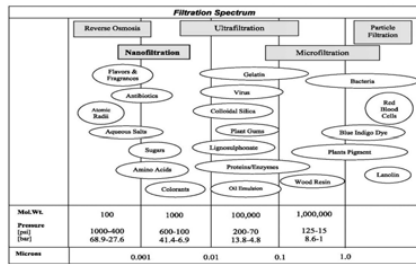 Filtration Spectrum
Reverse Osmosis
Ultrafiltration
Particle
Filtration
Nanofiltration
Microfiltration
Flavors &
Fragrances
Gelatin
Bacteria
Antibiotics
Virus
Atomic
Radii
Colloidal Silica
Red
Blood
Cells
Aqueous Salts
Plant Gums
Blue Indigo Dye
Sugars
Lignosulphonate
Plants Pigment
Amino Acids
Proteins/Enzymes
Lanolin
Colorants
Oil Emulsion
Wood Resin
Mol.Wt. 100 1000 100,000 1,000,000
Pressure
[psi] 1000-400 600-100 200-70 125-15
[bar] 68.9-27.6 41.4-6.9 13.8-4.8 8.6-1
Microns 0.001 0.01 0.1 1.0